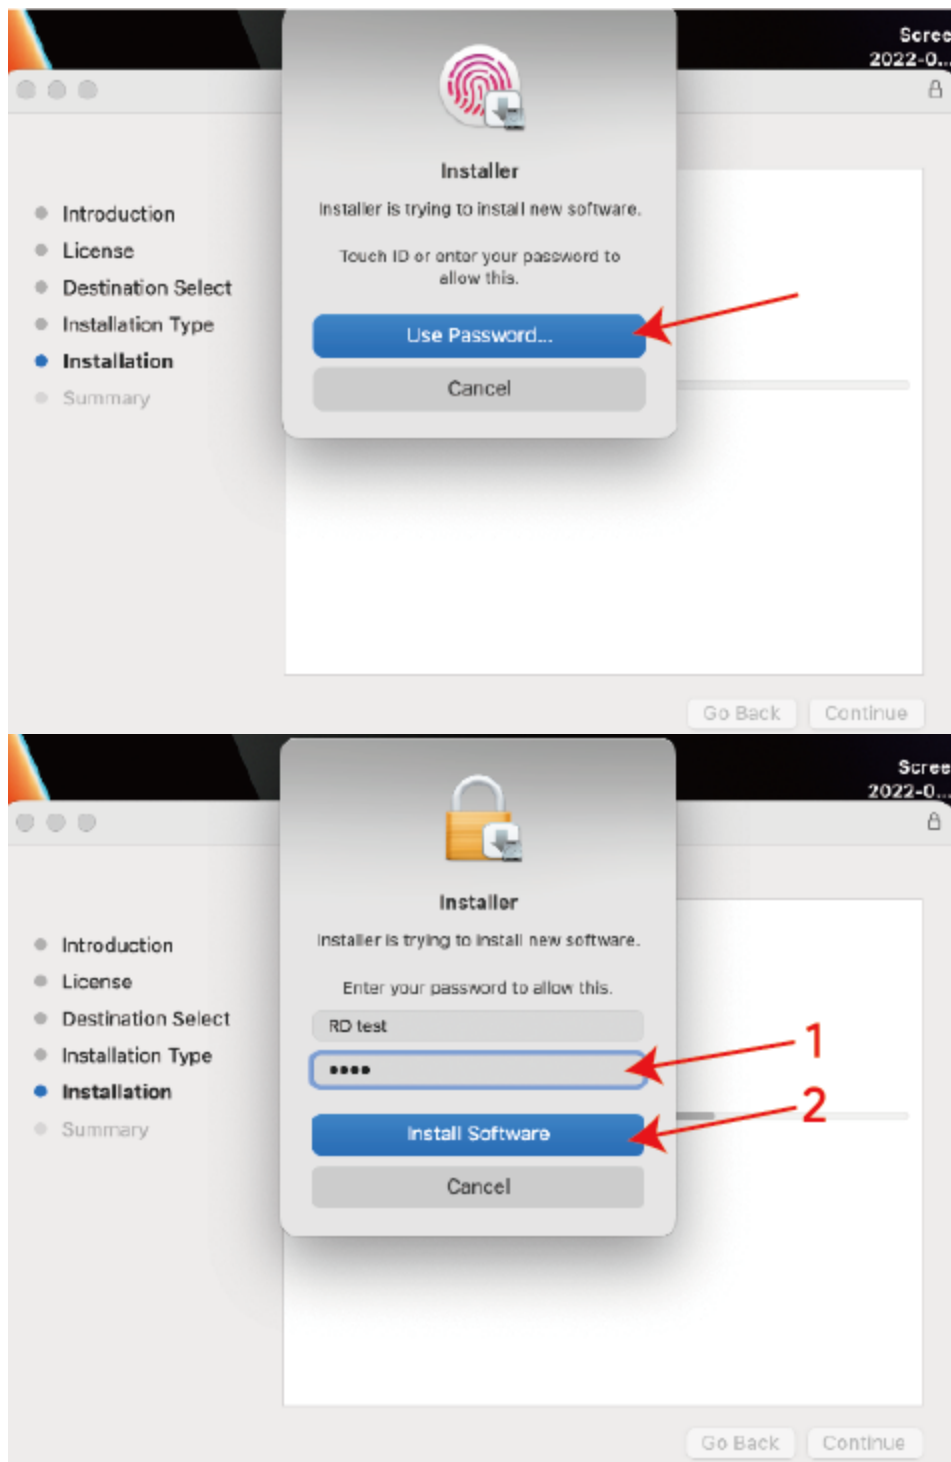 Scree
2022-0...
Installer
Installer is trying to install new software.
Touch ID or enter your password to
allow this.
Use Password...
Cancel
Introduction
License
Destination Select
Installation Type
Installation
Summary
Go Back
Continue
Scree
2022-0...
Installer
Installer is trying to install new software.
Enter your password to allow this.
RD test
••••
1
Install Software
2
Cancel
Introduction
License
Destination Select
Installation Type
Installation
Summary
Go Back
Continue